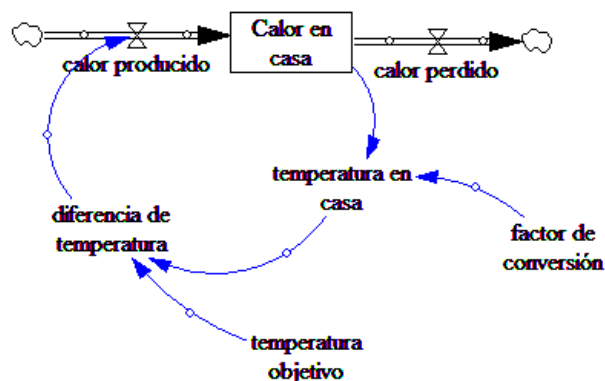 Calor en
casa
calor producido
calor perdido
temperatura en
casa
diferencia de
temperatura
factor de
conversión
temperatura
objetivo